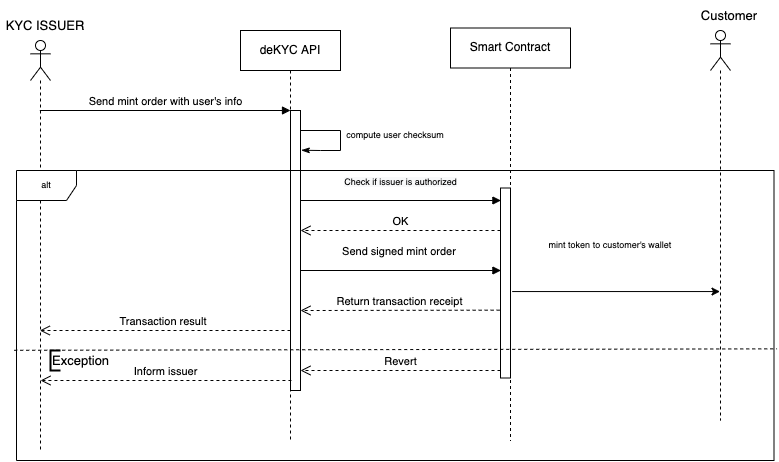 Customer
KYC ISSUER
deKYC API
Smart Contract
Send mint order with user's info
compute user checksum
alt
Check if issuer is authorized
OK
Send signed mint order
mint token to customer's wallet
Return transaction receipt
Transaction result
Exception
Revert
Inform issuer